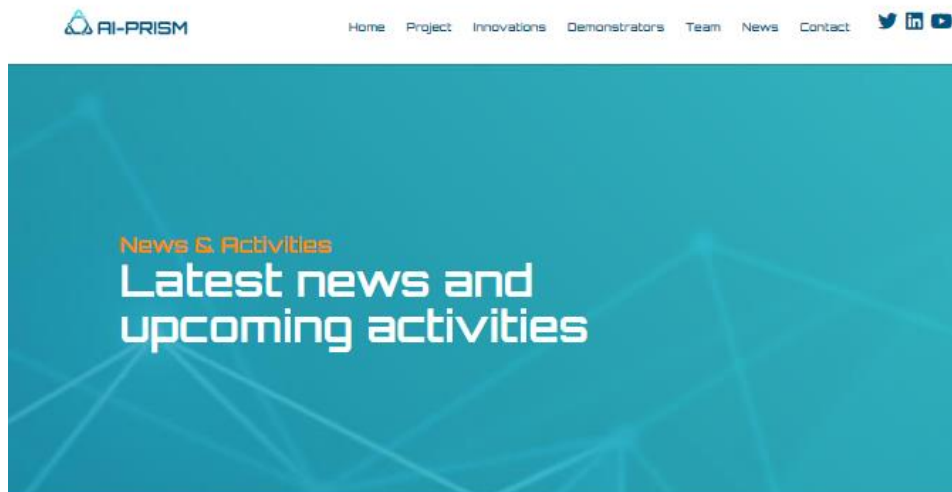 AI-PRISM
Home Project Innovations Demonstrators Team News Contact
News & Activities
Latest news and
upcoming activities